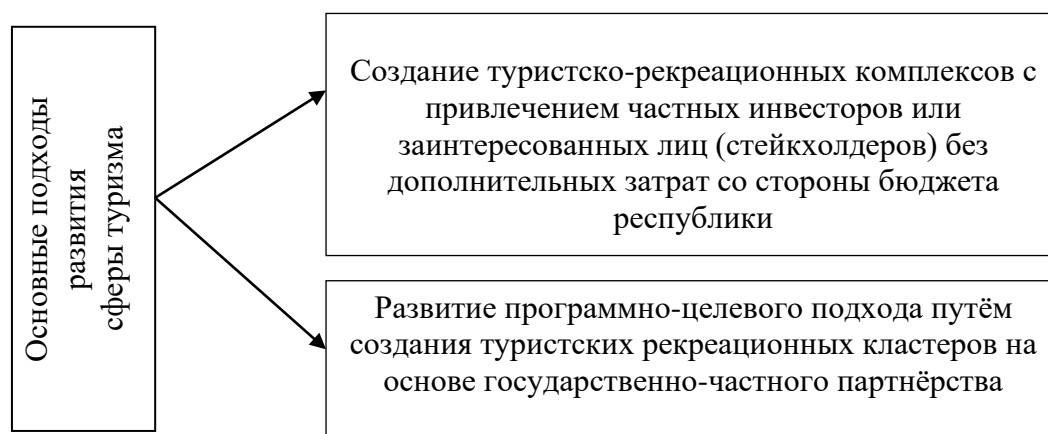 Основные подходы
развития
сферы туризма
Создание туристско-рекреационных комплексов с
привлечением частных инвесторов или
заинтересованных лиц (стейкхолдеров) без
дополнительных затрат со стороны бюджета
республики
Развитие программно-целевого подхода путём
создания туристских рекреационных кластеров на
основе государственно-частного партнёрства